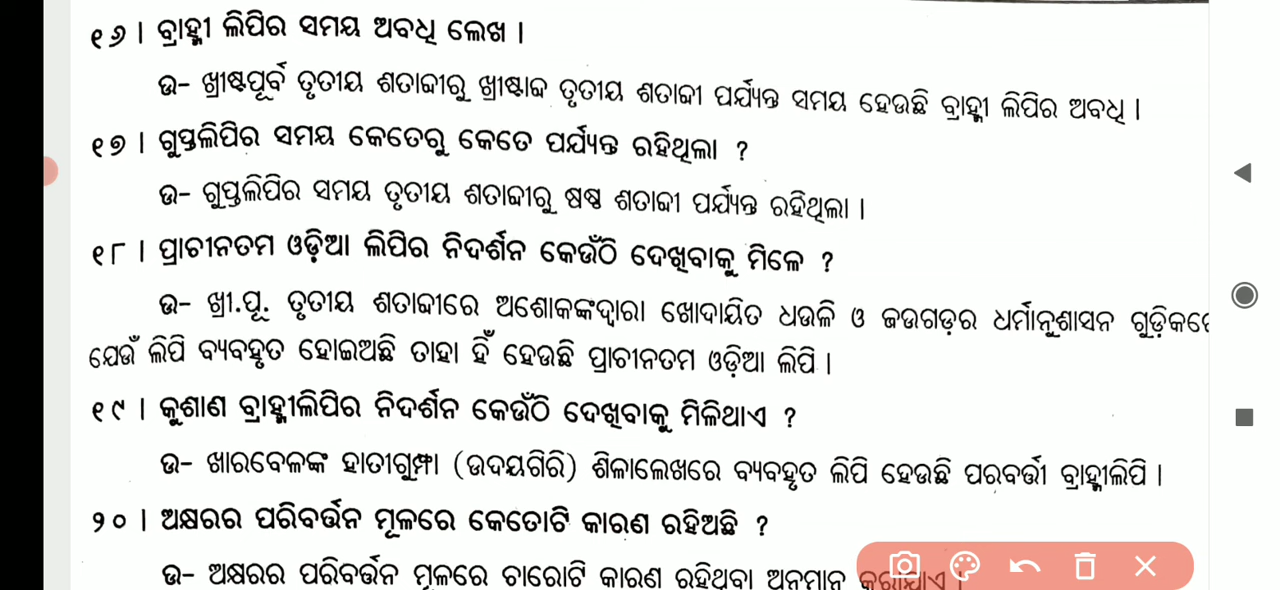 ୧୬ । ବ୍ରାହ୍ମୀ ଲିପିର ସମୟ ଅବଧି ଲେଖ ।
ଉ- ଖ୍ରୀଷ୍ଟପୂର୍ବ ତୃତୀୟ ଶତାବ୍ଦୀରୁ ଖ୍ରୀଷ୍ଟାବ୍ଦ ତୃତୀୟ ଶତାବ୍ଦୀ ପର୍ଯ୍ୟନ୍ତ ସମୟ ହେଉଛି ବ୍ରାହ୍ମୀ ଲିପିର ଅବଧି ।
୧୭ । ଗୁପ୍ତଲିପିର ସମୟ କେତେରୁ କେତେ ପର୍ଯ୍ୟନ୍ତ ରହିଥିଲା ?
ଉ- ଗୁପ୍ତଲିପିର ସମୟ ତୃତୀୟ ଶତାବ୍ଦୀରୁ ଷଷ୍ଠ ଶତାବ୍ଦୀ ପର୍ଯ୍ୟନ୍ତ ରହିଥିଲା ।
୧୮ । ପ୍ରାଚୀନତମ ଓଡ଼ିଆ ଲିପିର ନିଦର୍ଶନ କେଉଁଠି ଦେଖିବାକୁ ମିଳେ ?
ଉ- ଖ୍ରୀ.ପୂ. ତୃତୀୟ ଶତାବ୍ଦୀରେ ଅଶୋକଙ୍କଦ୍ୱାରା ଖୋଦାୟିତ ଧଉଳି ଓ ଜଉଗଡ଼ର ଧର୍ମାନୁଶାସନ
ଯେଉଁ ଲିପି ବ୍ୟବହୃତ ହୋଇଅଛି ତାହା ହିଁ ହେଉଛି ପ୍ରାଚୀନତମ ଓଡ଼ିଆ ଲିପି ।
୧୯ । କୁଶାଣ ବ୍ରାହ୍ମୀଲିପିର ନିଦର୍ଶନ କେଉଁଠି ଦେଖିବାକୁ ମିଳିଥାଏ ?
ଉ- ଖାରବେଳଙ୍କ ହାତୀଗୁମ୍ଫା (ଉଦୟଗିରି) ଶିଳାଲେଖରେ ବ୍ୟବହୃତ ଲିପି ହେଉଛି ପରବର୍ତ୍ତୀ ବ୍ରାହ୍ମୀଲିପି ।
୨୦ । ଅକ୍ଷରର ପରିବର୍ତ୍ତନ ମୂଳରେ କେତୋଟି କାରଣ ରହିଅଛି ?
ଉ- ଅକ୍ଷରର ପରିବର୍ତ୍ତନ ମୂଳରେ ଚାରୋଟି କାରଣ ରହିଥିବା ଅନୁମାନ କରାଯାଏ ।